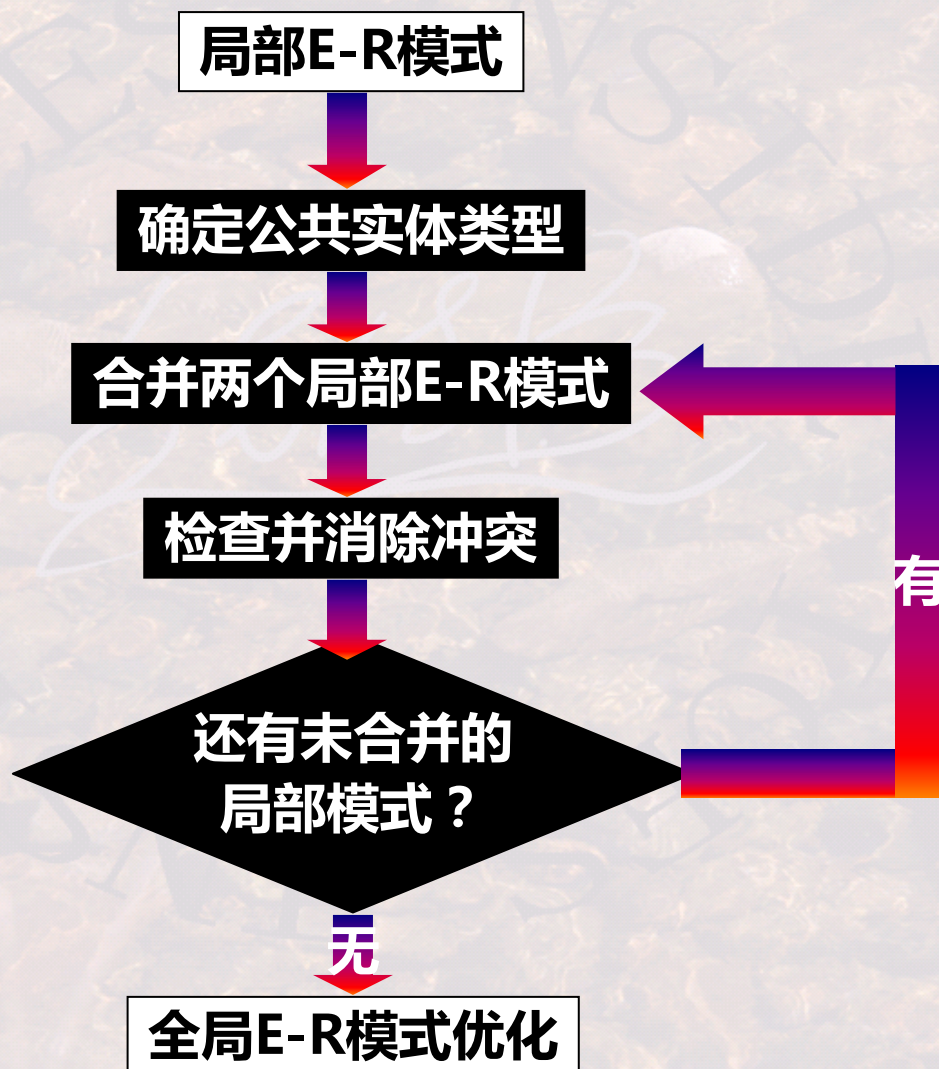 局部E-R模式
确定公共实体类型
合并两个局部E-R模式
检查并消除冲突
有
还有未合并的
局部模式？
无
全局E-R模式优化